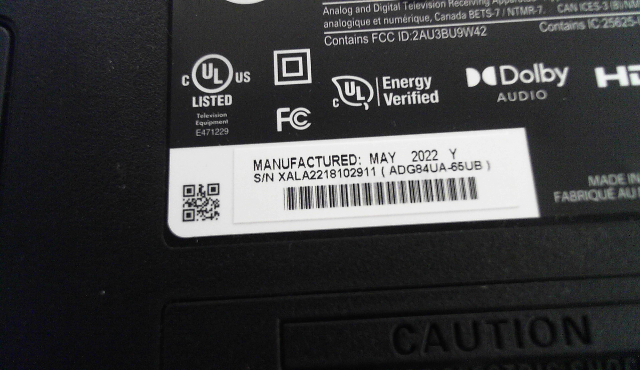 Analog and Digital Television Receiving
analogique et numérique, Canada BETS-7 / NTMR-7. CAN ICES-3
Contains FCC ID:2AU3BU9W42
Contains IC:25625
C UL US
LISTED
Television
Equipment
E471229
FC
UL Energy
Verified
Dolby
AUDIO
MANUFACTURED: MAY 2022 Y
S/N XALA2218102911 ( ADG84UA-65UB )
MADE IN
FABRIQUE AU
CAUTION